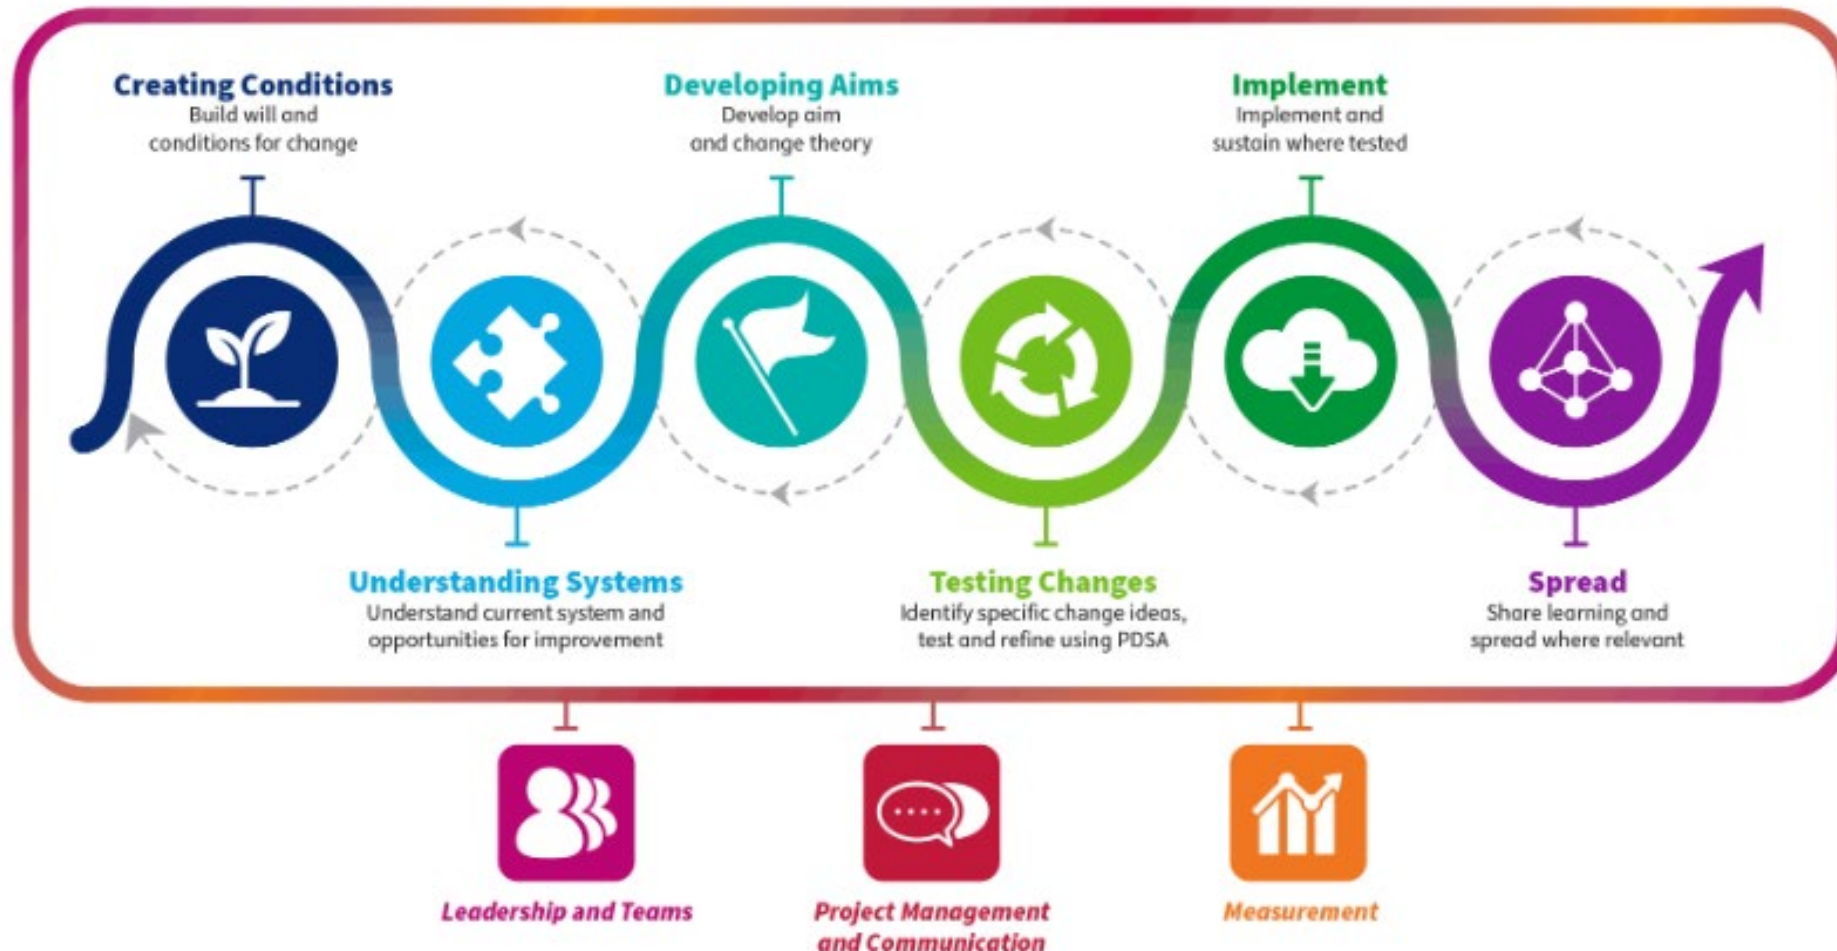 Creating Conditions
Build will and
conditions for change
Understanding Systems
Understand current system and
opportunities for improvement
Developing Aims
Develop aim
and change theory
Testing Changes
Identify specific change ideas,
test and refine using PDSA
Implement
Implement and
sustain where tested
Spread
Share learning and
spread where relevant
Leadership and Teams
Project Management
and Communication
Measurement